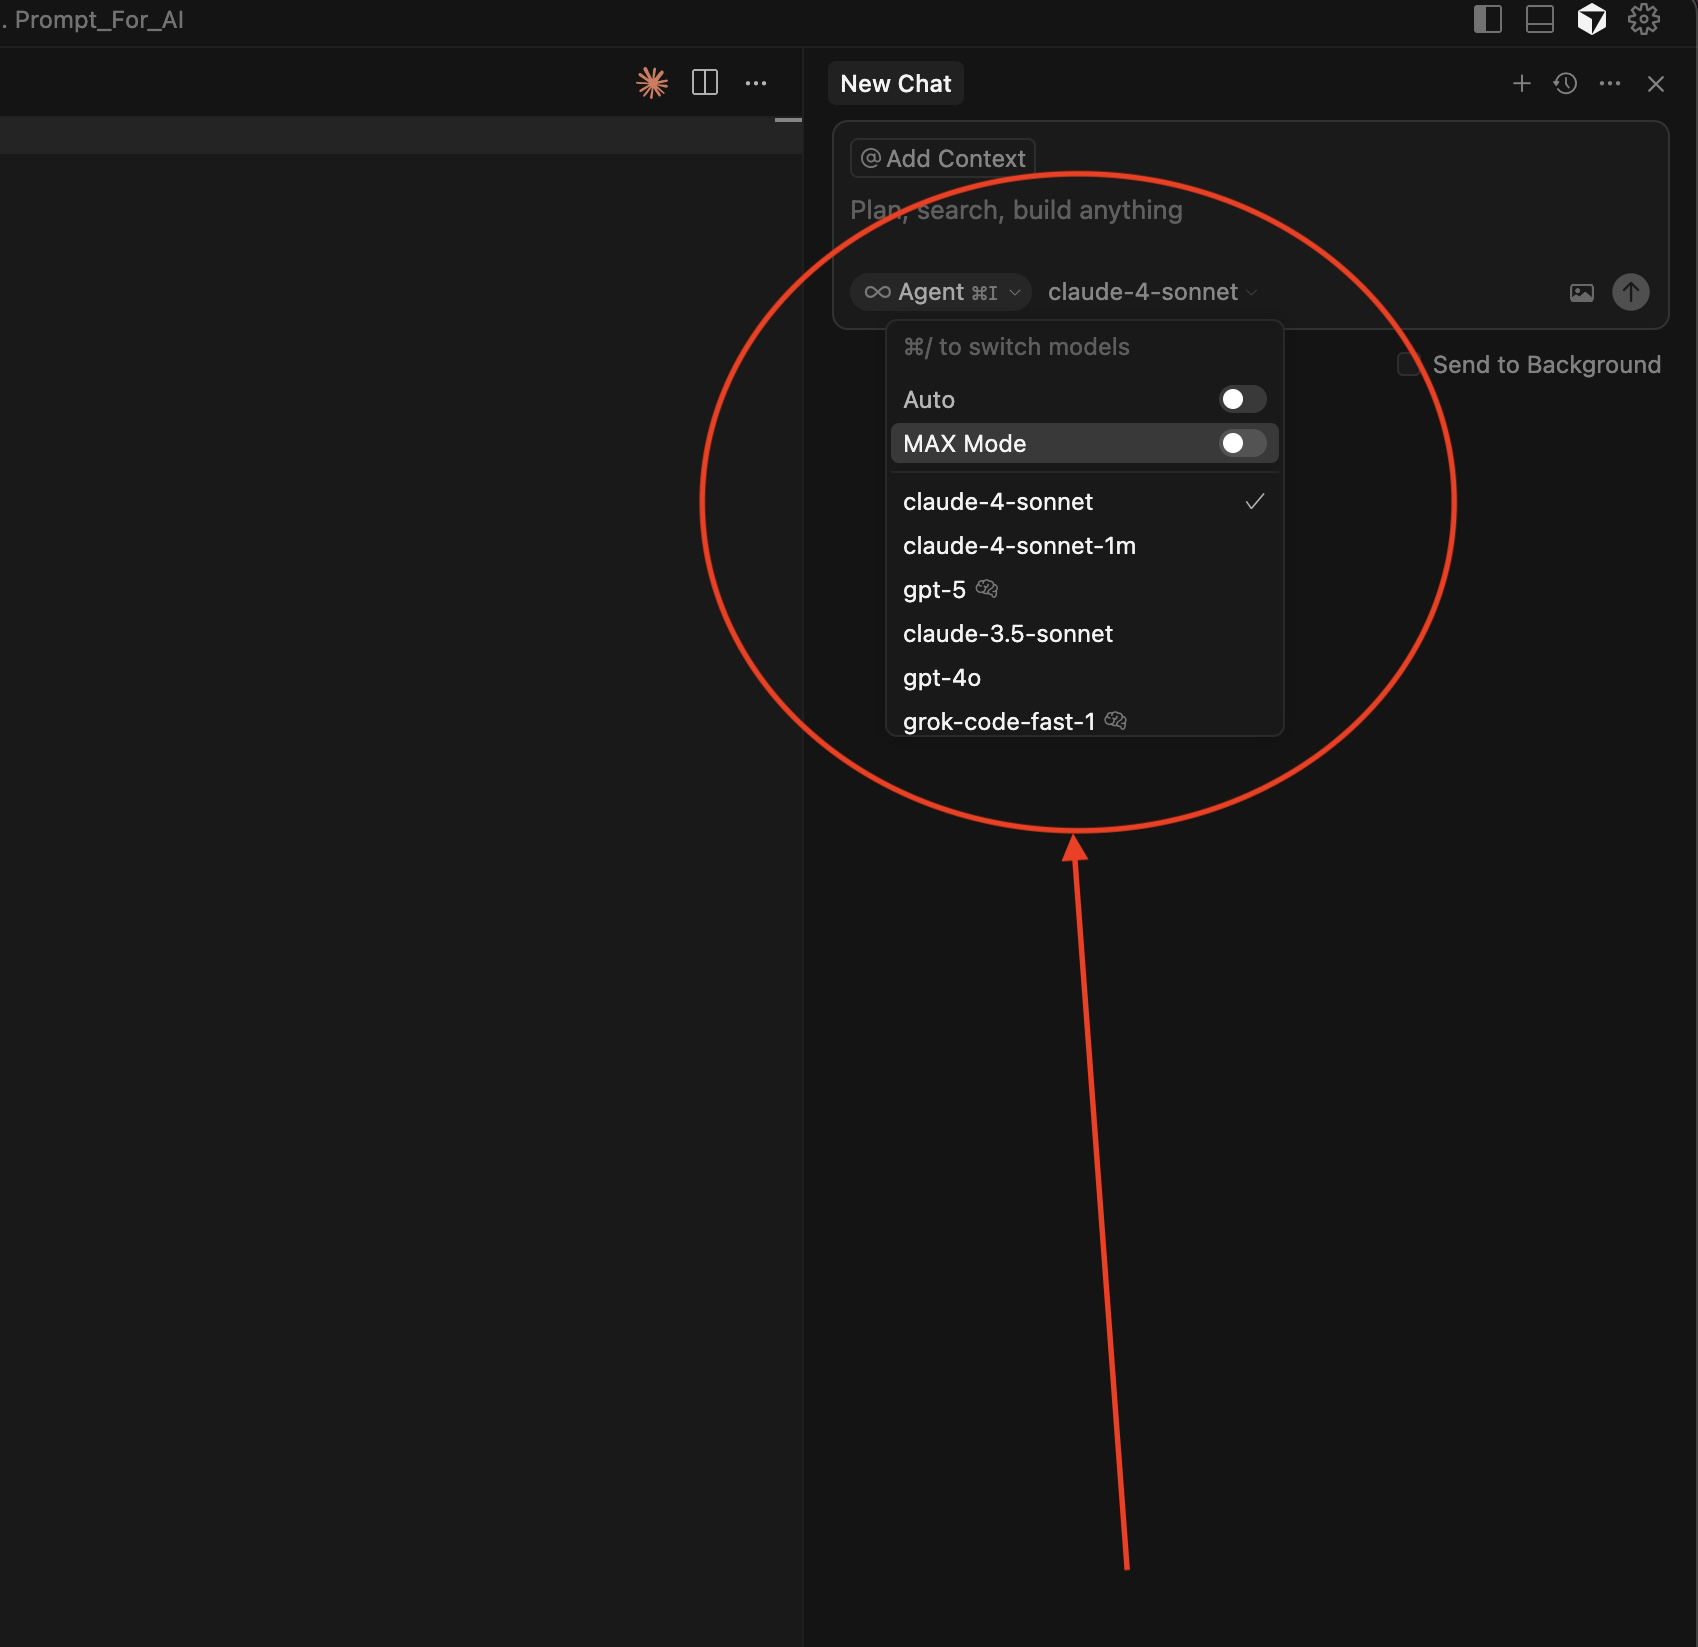 . Prompt_For_AI
New Chat
@ Add Context
Plan, search, build anything
Agent ⌘I claude-4-sonnet
⌘/ to switch models
Send to Background
Auto
MAX Mode
claude-4-sonnet
claude-4-sonnet-1m
gpt-5
claude-3.5-sonnet
gpt-4o
grok-code-fast-1